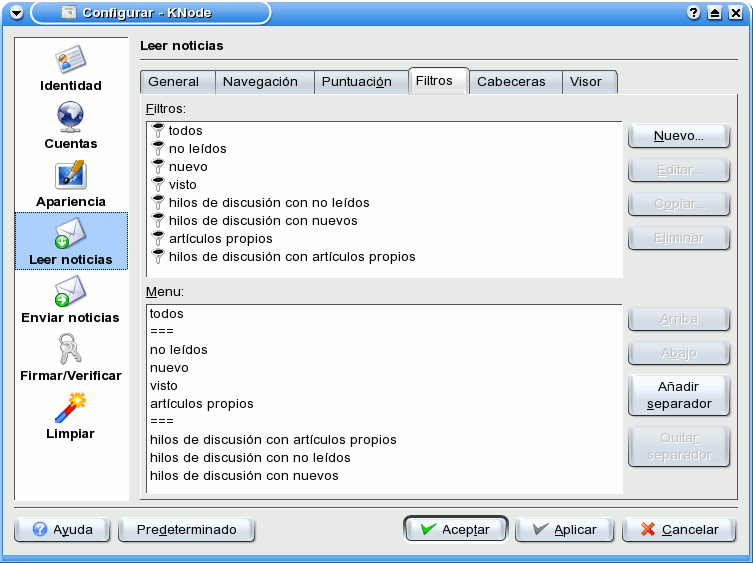 Configurar - KNode
Leer noticias
Identidad
Cuentas
Apariencia
Leer noticias
Enviar noticias
Firmar/Verificar
Limpiar
General
Navegación
Puntuación
Filtros
Cabeceras
Visor
Filtros:
todos
no leídos
nuevo
visto
hilos de discusión con no leídos
hilos de discusión con nuevos
artículos propios
hilos de discusión con artículos propios
Nuevo...
Editar...
Copiar...
Eliminar
Menu:
todos
===
no leídos
nuevo
visto
artículos propios
===
hilos de discusión con artículos propios
hilos de discusión con no leídos
hilos de discusión con nuevos
Arriba
Abajo
Añadir
separador
Quitar
separador
Ayuda
Predeterminado
Aceptar
Aplicar
Cancelar